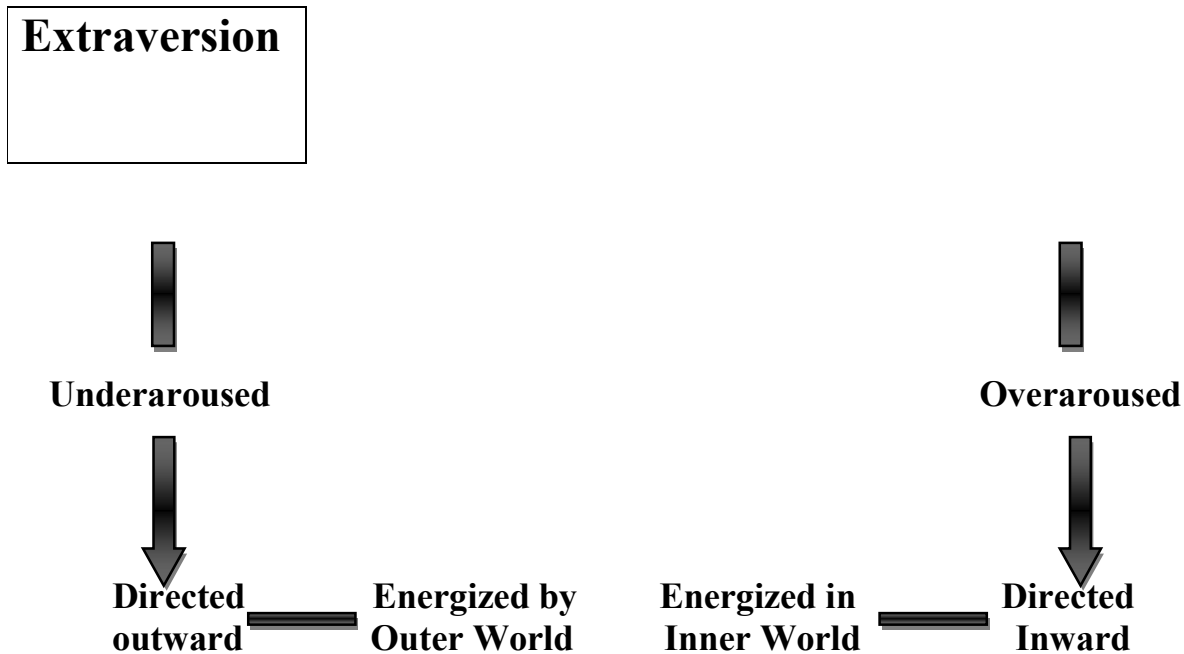 Extraversion
Underaroused
Overaroused
Directed
outward
Energized by
Outer World
Energized in
Inner World
Directed
Inward